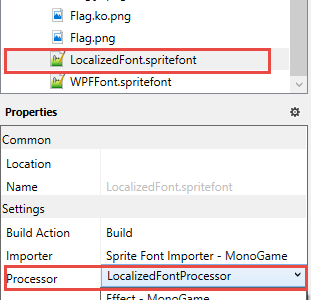 Flag.ko.png
Flag.png
LocalizedFont.spritefont
WPFFont.spritefont
Properties
Common
Location
Name LocalizedFont.spritefont
Settings
Build Action Build
Importer Sprite Font Importer - MonoGame
Processor LocalizedFontProcessor
Effect - MonoGame